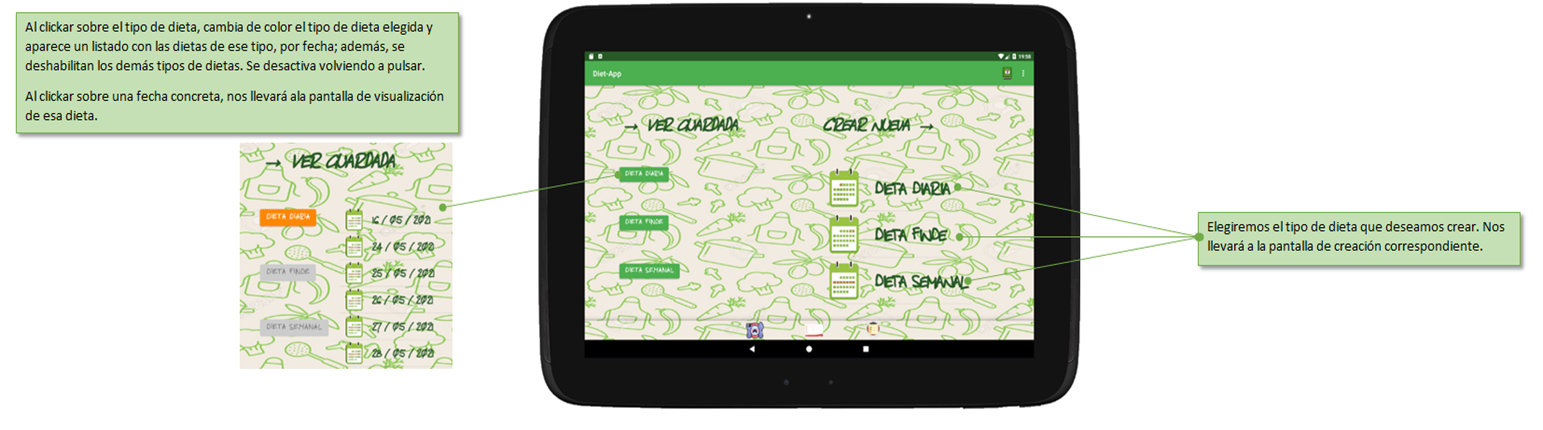 Al clickar sobre el tipo de dieta, cambia de color el tipo de dieta elegida y
aparece un listado con las dietas de ese tipo, por fecha; además, se
deshabilitan los demás tipos de dietas. Se desactiva volviendo a pulsar.
Al clickar sobre una fecha concreta, nos llevará ala pantalla de visualización
de esa dieta.
→ VER GUARDADA
DIETA DIARIA
16 / 05 / 2021
24 / 05 / 2021
DIETA FINDE
25 / 05 / 2021
26 / 05 / 2021
DIETA SEMANAL
27 / 05 / 2021
28 / 05 / 2021
19:50
Diet-App
→ VER GUARDADA
CREAR NUEVA →
DIETA DIARIA
DIETA DIARIA
DIETA FINDE
DIETA FINDE
DIETA SEMANAL
DIETA SEMANAL
Elegiremos el tipo de dieta que deseamos crear. Nos
llevará a la pantalla de creación correspondiente.